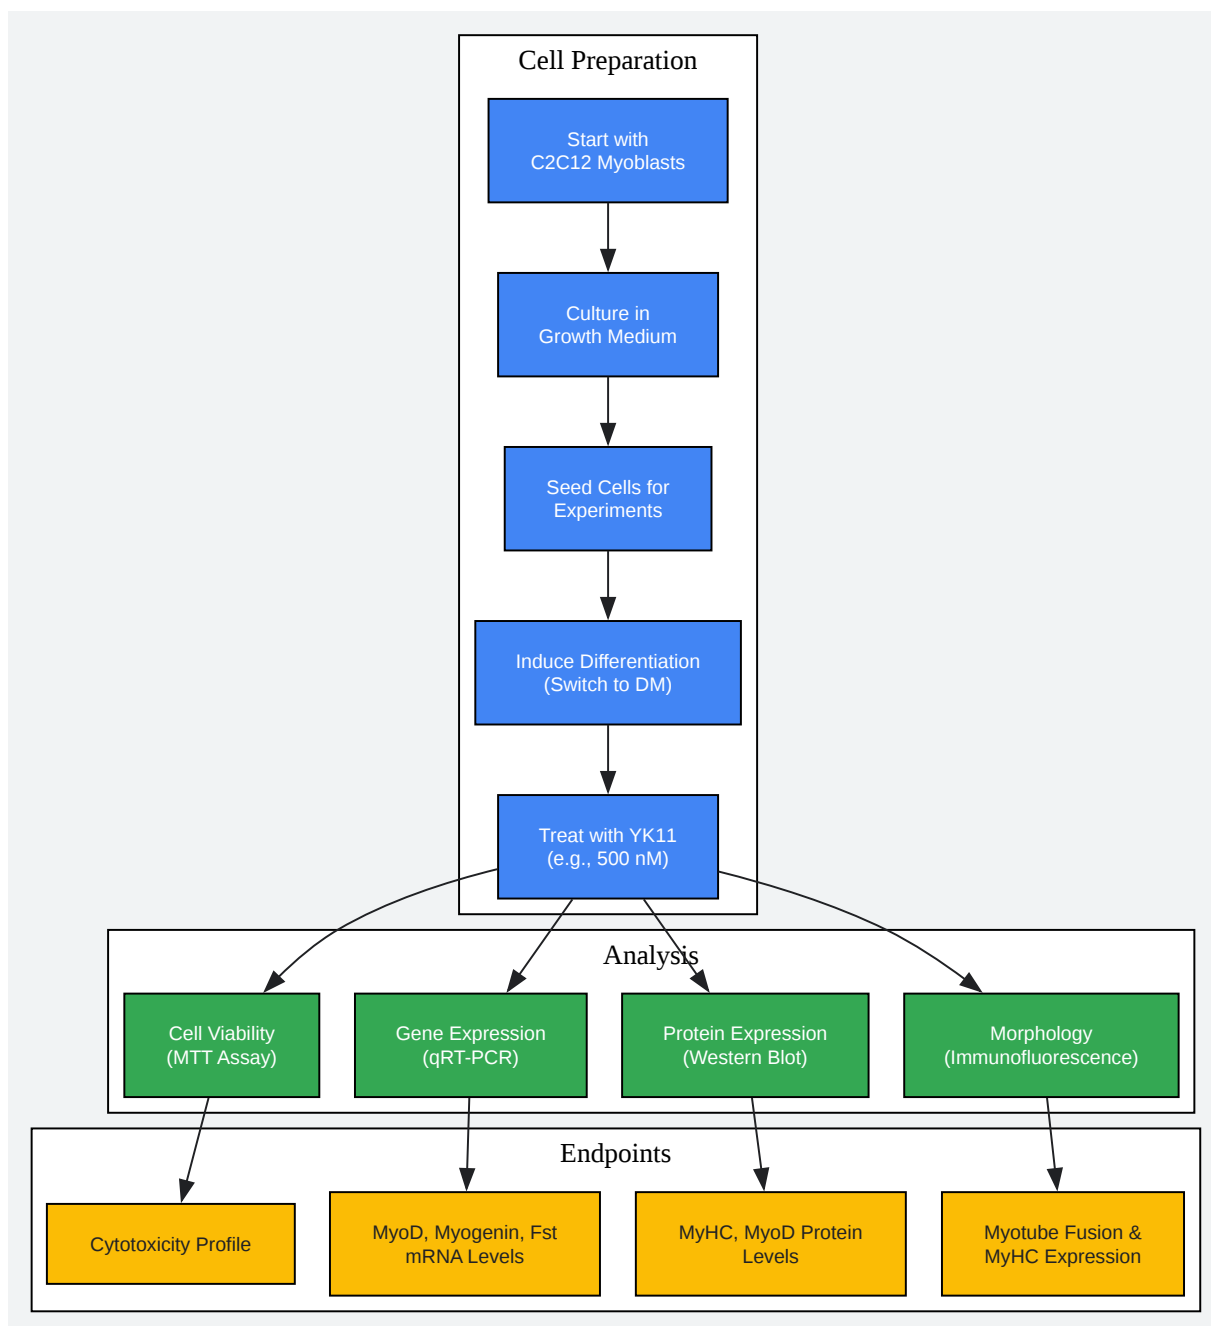 Cell Preparation
Start with
C2C12 Myoblasts
Culture in
Growth Medium
Seed Cells for
Experiments
Induce Differentiation
(Switch to DM)
Treat with YK11
(e.g., 500 nM)
Analysis
Cell Viability
(MTT Assay)
Gene Expression
(qRT-PCR)
Protein Expression
(Western Blot)
Morphology
(Immunofluorescence)
Endpoints
Cytotoxicity Profile
MyoD, Myogenin, Fst
mRNA Levels
MyHC, MyoD Protein
Levels
Myotube Fusion &
MyHC Expression